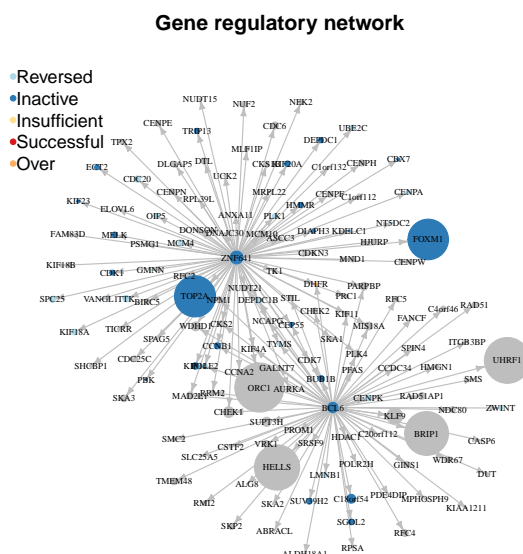 Gene regulatory network
Reversed
Inactive
Insufficient
Successful
Over
NUDT15
NUF2
NEK2
CENPE
TRIP13
CDC6
UBE2C
TPX2
MLF1IP
DEPDC1
ECT2
DLGAP5
DTL
KIF20A
C1orf132
CENPH
CBX7
CDC20
UCK2
CENPN
MRPL22
CENPF
C1orf112
CENPA
KIF23
RPL39L
HMMR
ELOVL6
OIP5
ANXA11
PLK1
NT5DC2
FAM83D
MELK
DONSON
DNAJC30
MCM10
DIAPH3
KDELC1
FOXM1
PSMG1
MCM4
ASCC3
HJURP
ZNF641
CDKN3
MND1
CENPW
KIF18B
CDK1
GMNN
RFC2
TK1
NUDT21
DHFR
PARPBP
SPC25
VANGL1
TTK
BIRC5
TOP2A
NPM1
DEPDC1B
STIL
PRC1
RFC5
C4orf46
RAD51
KIF18A
TICRR
WDHD1
CKS2
NCAPG
CEP55
CHEK2
KIF11
MIS18A
FANCF
SPAG5
SKA1
ITGB3BP
SHCBP1
CDC25C
CCNB1
KIF4A
TYMS
PLK4
SPIN4
UHRF1
PBK
CCNA2
GALNT7
CDK7
PFAS
CCDC34
HMGN1
SKA3
MAD2L1
RRM2
ORC1
AURKA
BUB1B
SMS
CHEK1
BCL6
CENPK
RAD51AP1
NDC80
ZWINT
SUPT3H
PROM1
KLF9
BRIP1
SMC2
CSTF2
VRK1
SRSF9
HDAC1
C20orf112
CASP6
SLC25A5
HELLS
POLR2H
GINS1
WDR67
DUT
TMEM48
ALG8
LMNB1
RMI2
SKA2
SUV39H2
C18orf54
PDE4DIP
MPHOSPH9
KIAA1211
SKP2
ABRACL
SGOL2
RFC4
ALDH18A1
RPSA